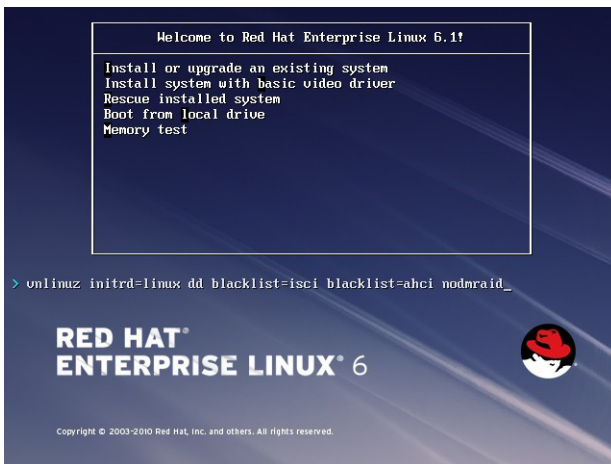 Welcome to Red Hat Enterprise Linux 6.1!
Install or upgrade an existing system
Install system with basic video driver
Rescue installed system
Boot from local drive
Memory test
> vmlinuz initrd=linux dd blacklist=isci blacklist=ahci nodmraid_
RED HAT®
ENTERPRISE LINUX® 6
Copyright © 2003-2010 Red Hat, Inc. and others. All rights reserved.